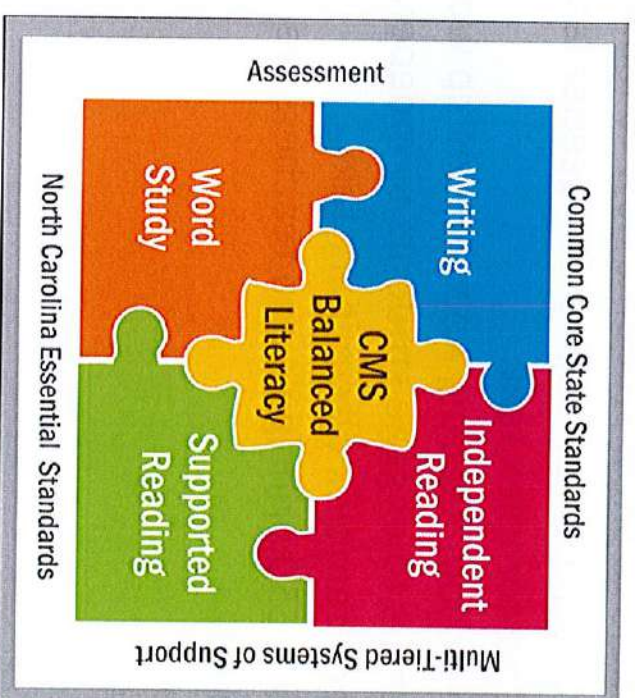 Common Core State Standards
Assessment
Writing
Independent
Reading
CMS
Balanced
Literacy
Word
Study
Supported
Reading
Multi-Tiered Systems of Support
North Carolina Essential Standards